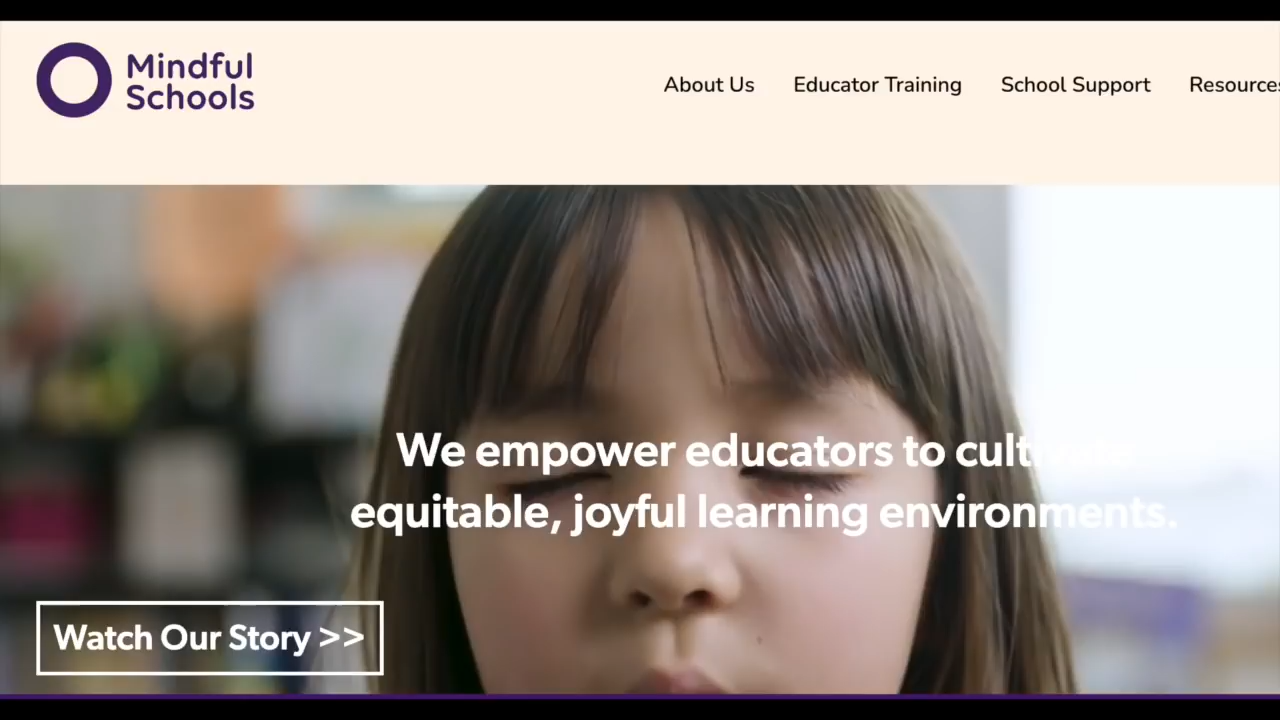 Mindful
Schools
About Us Educator Training School Support Resources
We empower educators to cultivate
equitable, joyful learning environments.
Watch Our Story >>